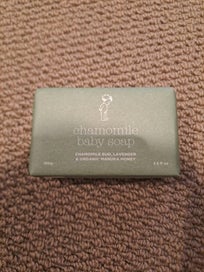 chamomile
baby soap
CHAMOMILE BUD, LAVENDER
& ORGANIC MANUKA HONEY